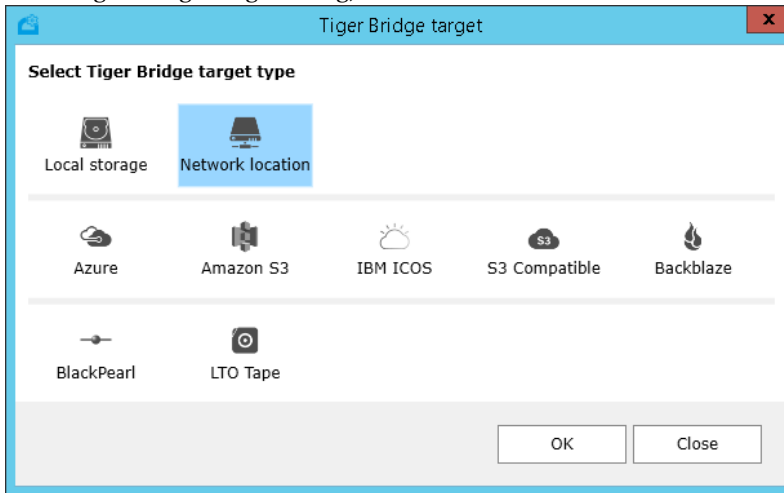 Tiger Bridge target
x
Select Tiger Bridge target type
Local storage
Network location
Azure
Amazon S3
IBM ICOS
S3
S3 Compatible
Backblaze
BlackPearl
LTO Tape
OK
Close